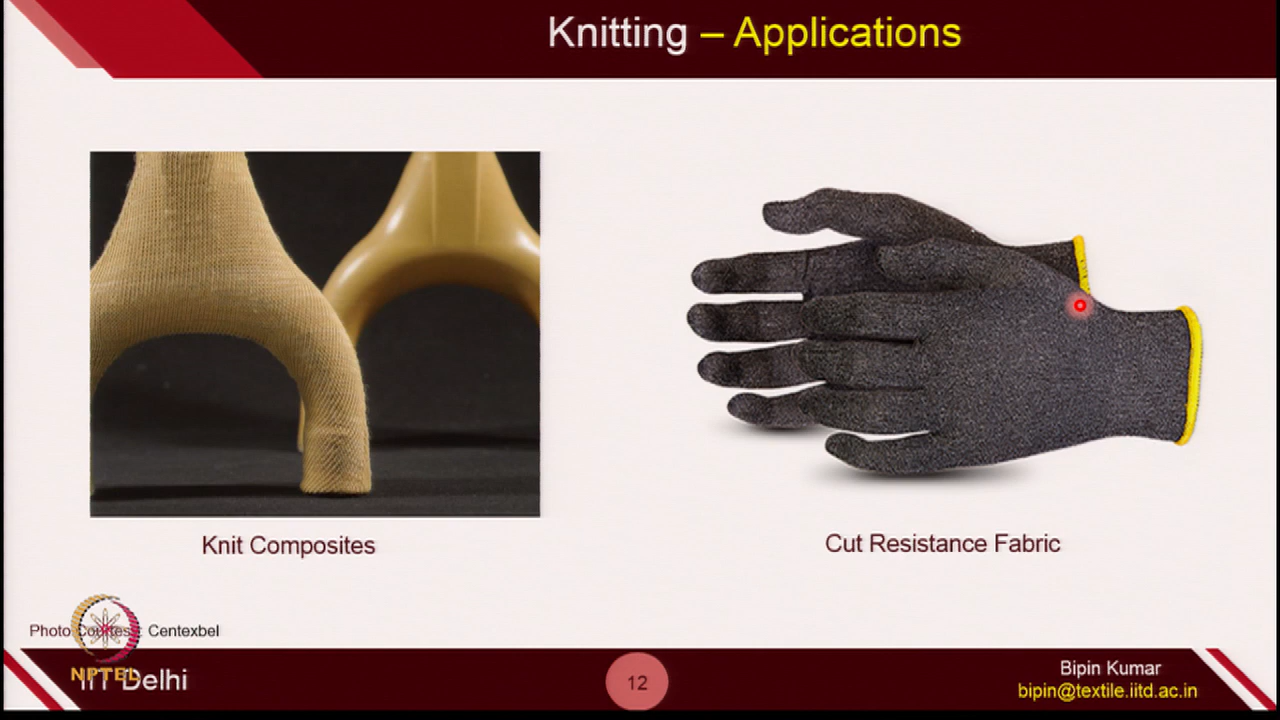 Knitting – Applications
Knit Composites
Cut Resistance Fabric
Photo Courtesy: Centexbel
NPTEL
IIT Delhi
12
Bipin Kumar
bipin@textile.iitd.ac.in